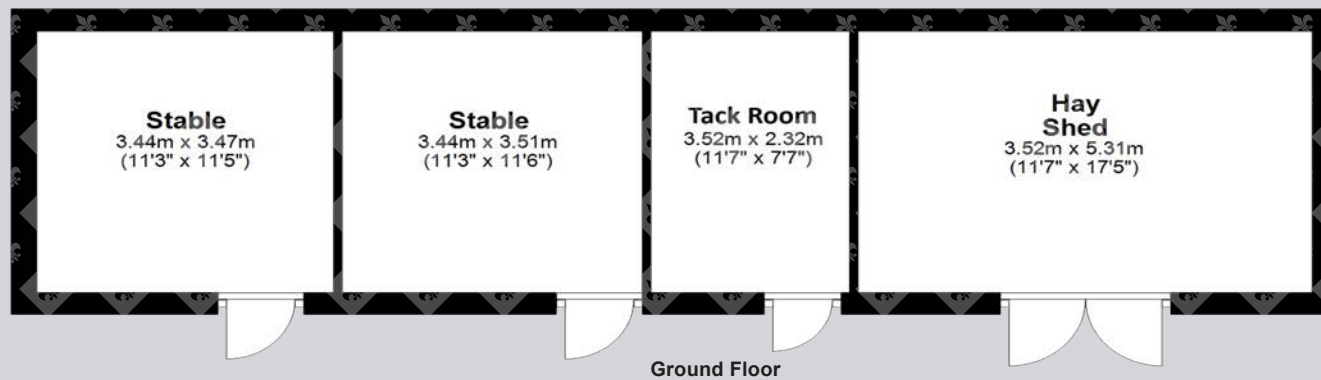 Stable
3.44m x 3.47m
(11'3" x 11'5")
Stable
3.44m x 3.51m
(11'3" x 11'6")
Tack Room
3.52m x 2.32m
(11'7" x 7'7")
Hay
Shed
3.52m x 5.31m
(11'7" x 17'5")
Ground Floor